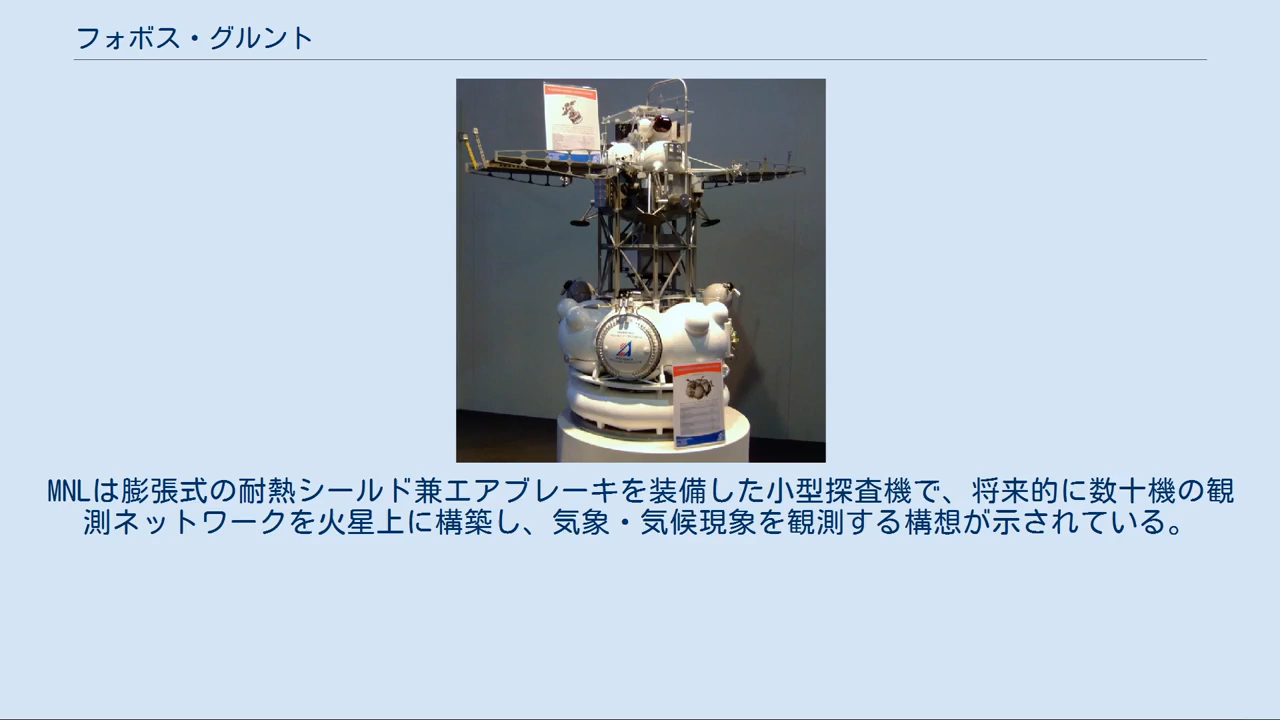 フォボス・グルント
MNLは膨張式の耐熱シールド兼エアブレーキを装備した小型探査機で、将来的に数十機の観
測ネットワークを火星上に構築し、気象・気候現象を観測する構想が示されている。